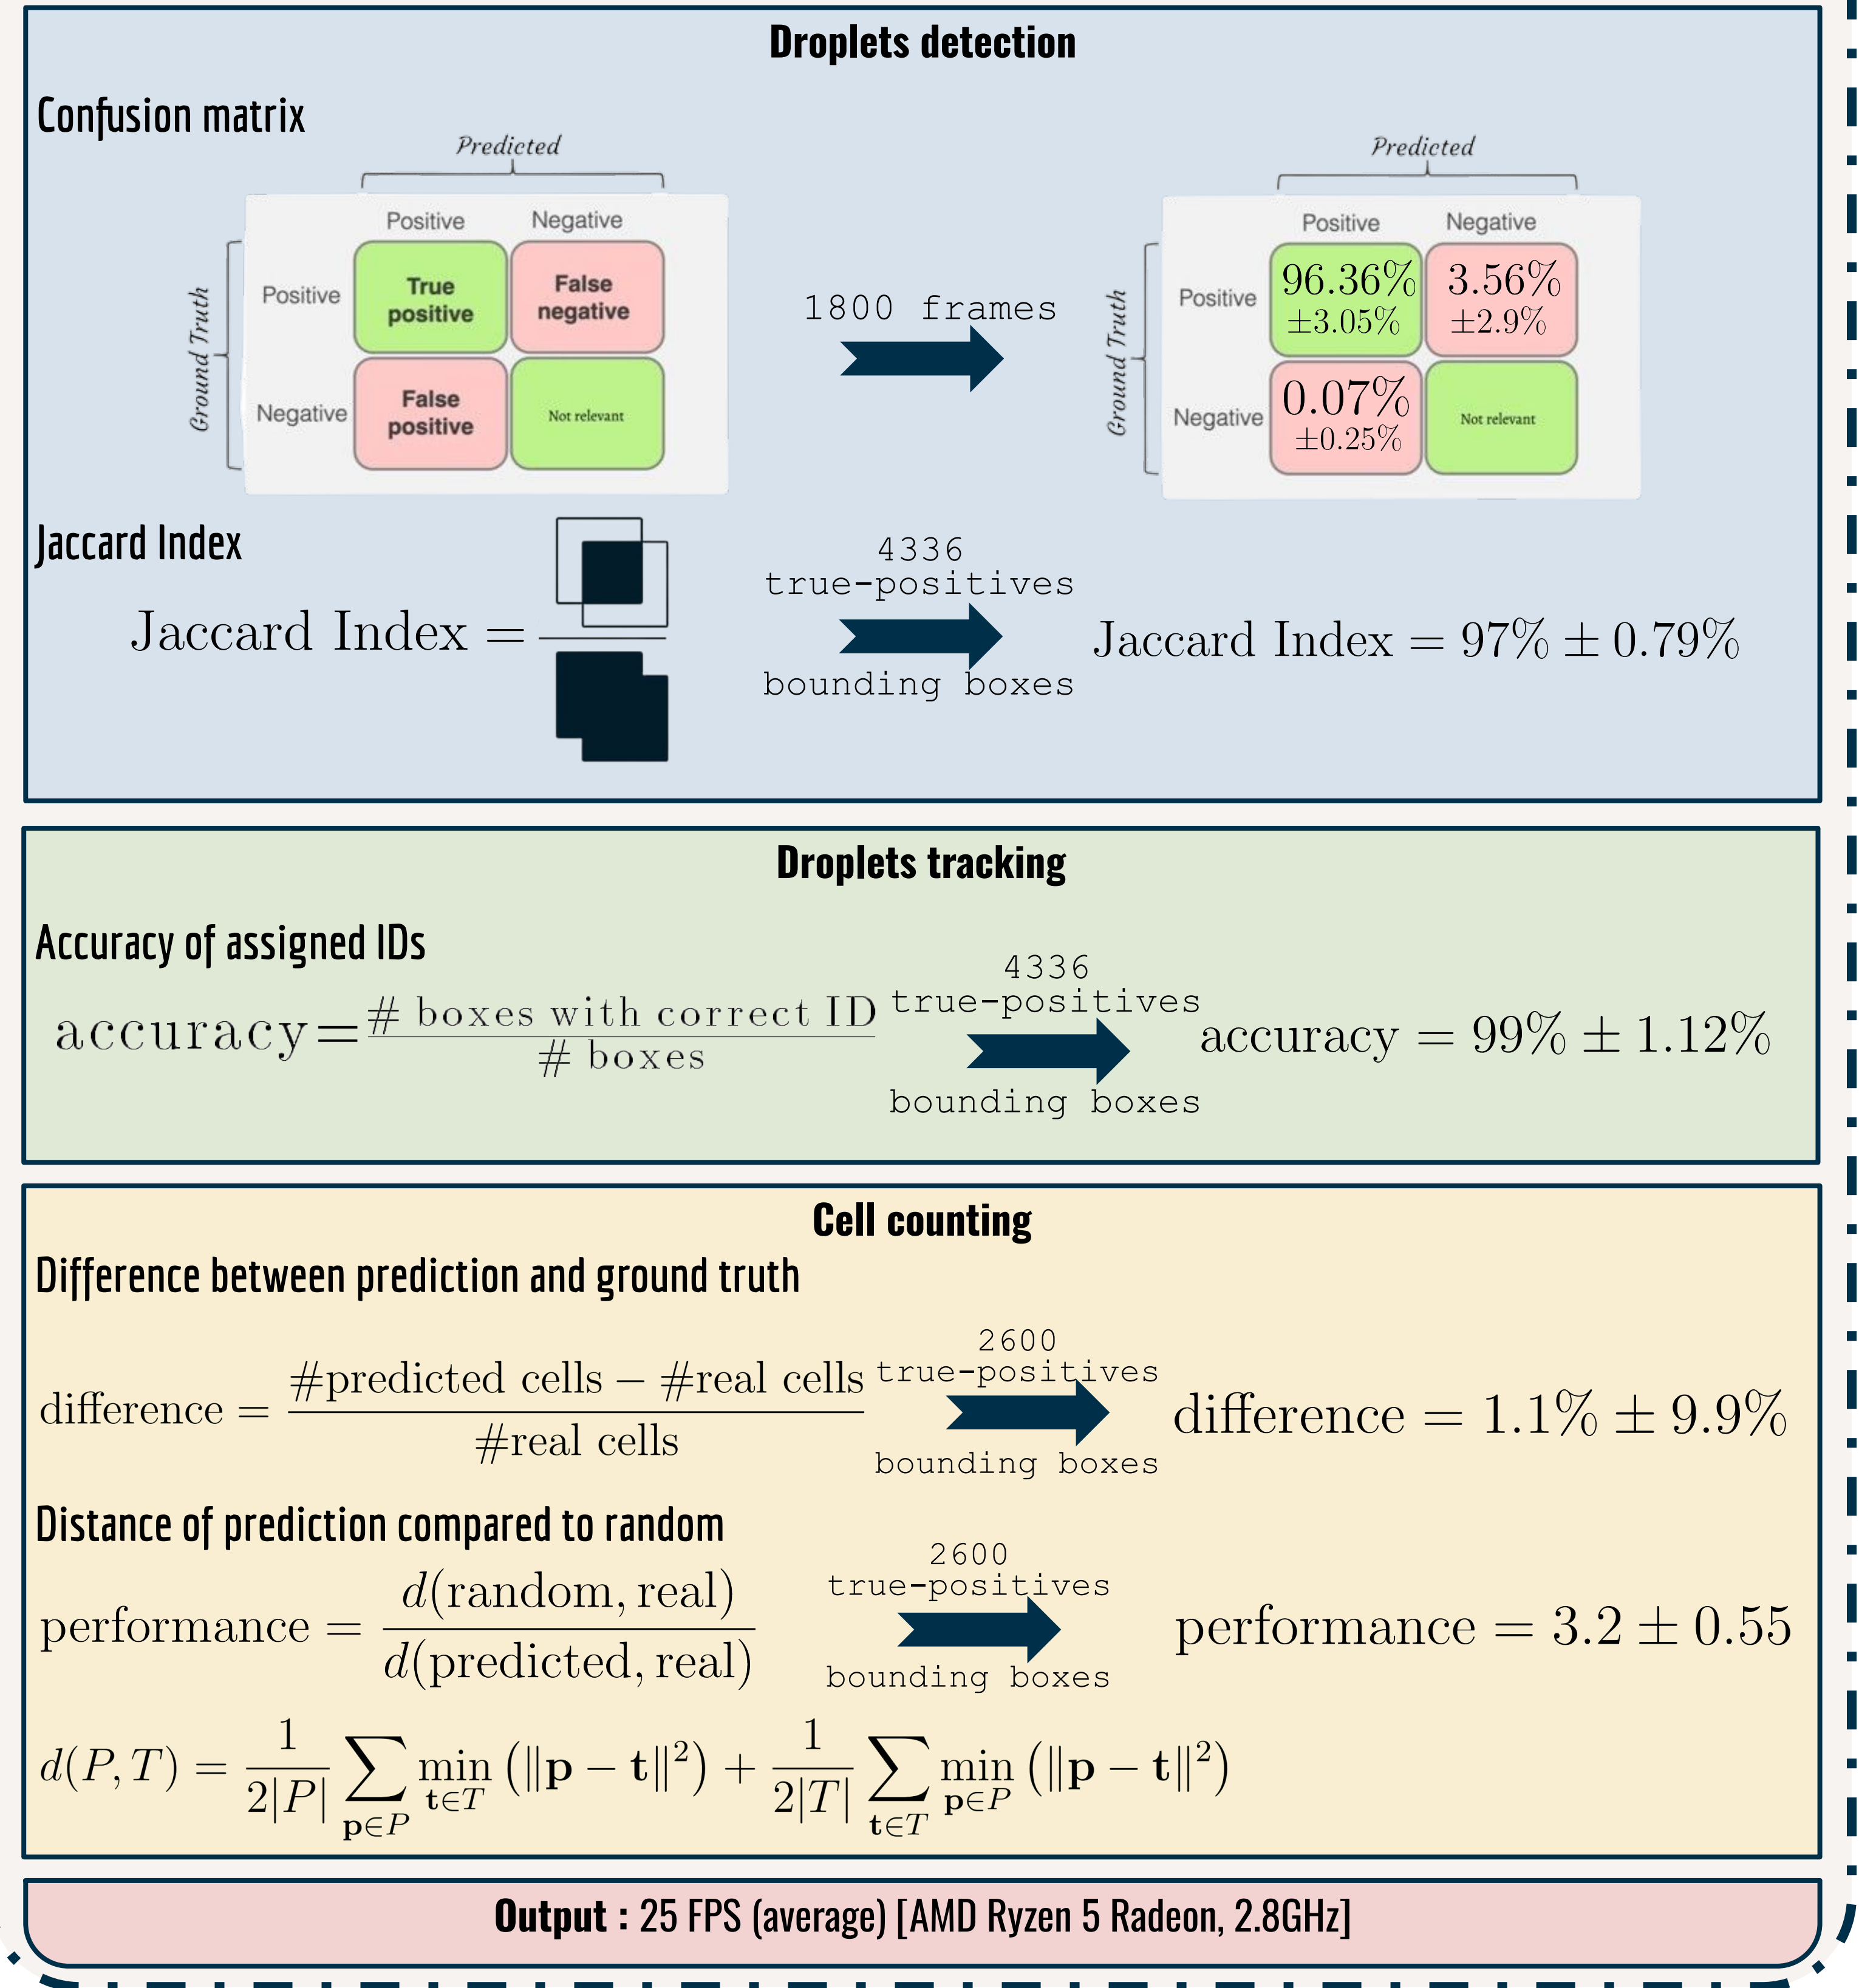 Droplets detection
Confusion matrix
Predicted
Positive Negative
Ground Truth
Positive
True positive
False negative
Negative
False positive
Not relevant
1800 frames
Predicted
Positive Negative
Ground Truth
Positive
96.36%
±3.05%
3.56%
±2.9%
Negative
0.07%
±0.25%
Not relevant
Jaccard Index
Jaccard Index =
4336
true-positives
bounding boxes
Jaccard Index = 97% ± 0.79%
Droplets tracking
Accuracy of assigned IDs
accuracy = # boxes with correct ID / # boxes
4336
true-positives
bounding boxes
accuracy = 99% ± 1.12%
Cell counting
Difference between prediction and ground truth
difference = #predicted cells − #real cells / #real cells
2600
true-positives
bounding boxes
difference = 1.1% ± 9.9%
Distance of prediction compared to random
performance = d(random, real) / d(predicted, real)
2600
true-positives
bounding boxes
performance = 3.2 ± 0.55
d(P, T) = 1/2|P| ∑ p∈P min t∈T (‖p − t‖²) + 1/2|T| ∑ t∈T min p∈P (‖p − t‖²)
Output : 25 FPS (average) [AMD Ryzen 5 Radeon, 2.8GHz]